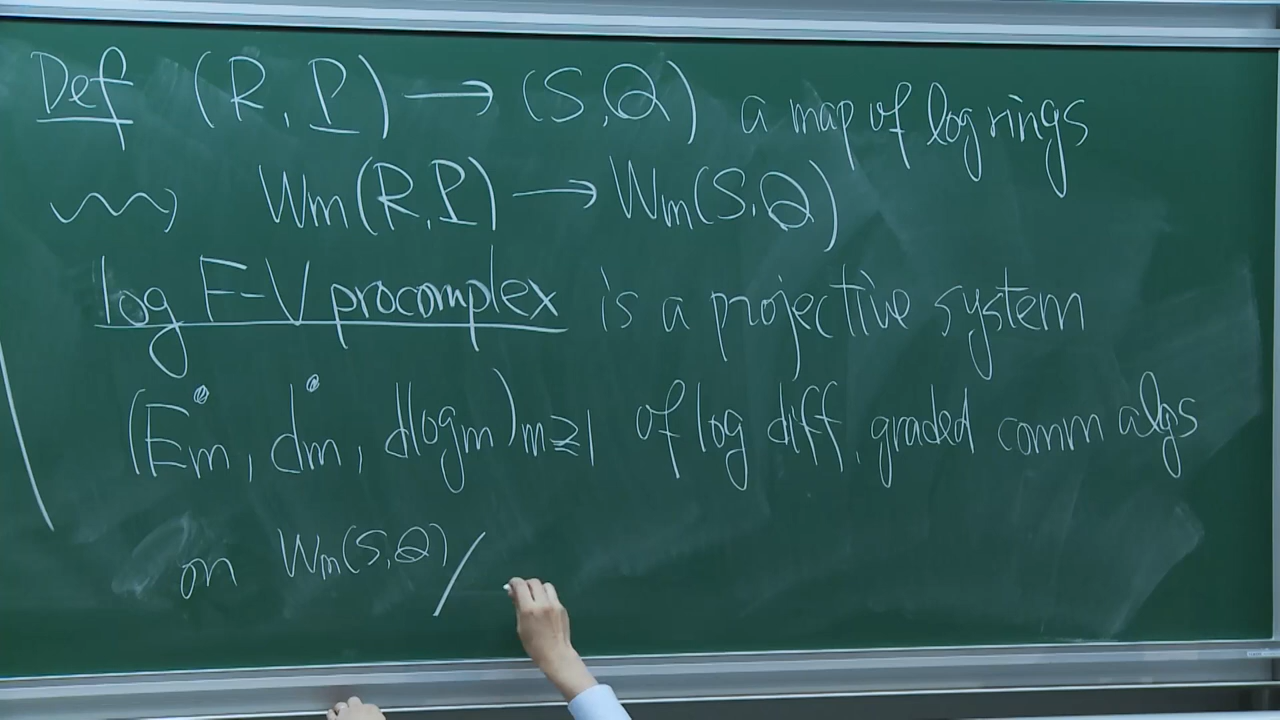 Def (R, P) → (S, Q) a map of log rings
⇝ Wm(R, P) → Wm(S, Q)
log F-V procomplex is a projective system
(E•m, d•m, dlogm)m≥1 of log diff. graded comm algs
on Wm(S, Q)/